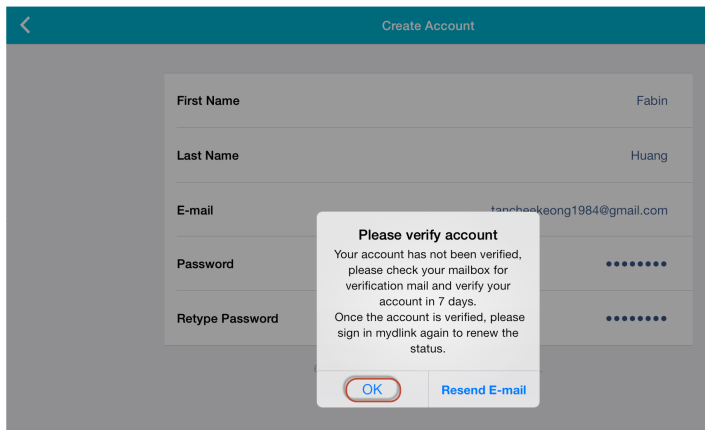 Create Account
First Name Fabin
Last Name Huang
E-mail tancheekeong1984@gmail.com
Please verify account
Your account has not been verified,
please check your mailbox for
verification mail and verify your
account in 7 days.
Once the account is verified, please
sign in mydlink again to renew the
status.
Password ••••••••
Retype Password ••••••••
OK Resend E-mail